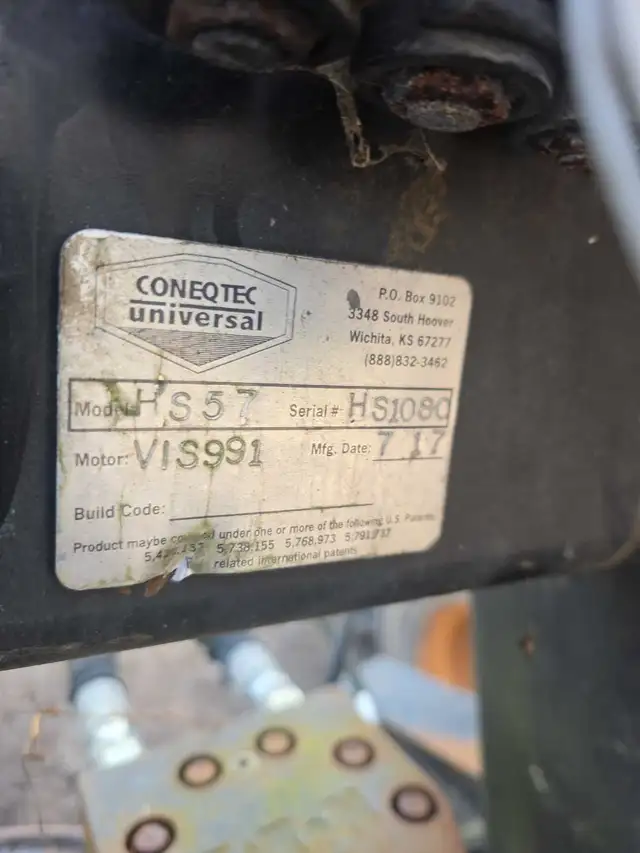 CONEQTEC
universal
P.O. Box 9102
3348 South Hoover
Wichita, KS 67277
(888)832-3462
Model: HS57 Serial # HS1080
Motor: VIS991 Mfg. Date: 7 17
Build Code:
Product maybe covered under one or more of the following U.S. Patents
5,738,155 5,768,973 5,791,737
related international patents